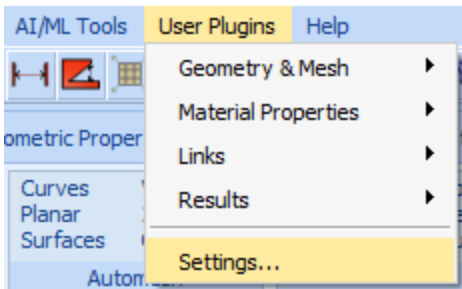 AI/ML Tools User Plugins Help
Geometry & Mesh
Material Properties
ometric Proper
Links
Curves
Planar
Results
Surfaces
Settings...
Autom